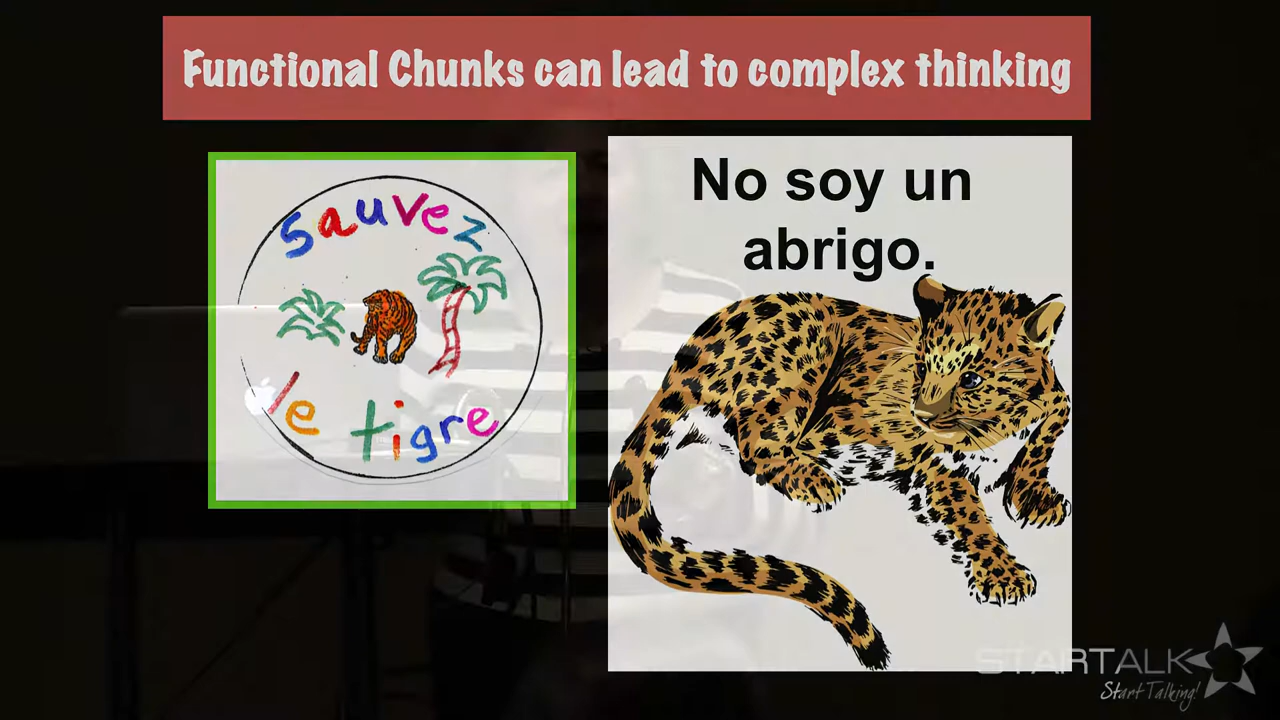 Functional Chunks can lead to complex thinking
Sauvez
le tigre
No soy un
abrigo.
STARTALK
Start Talking!